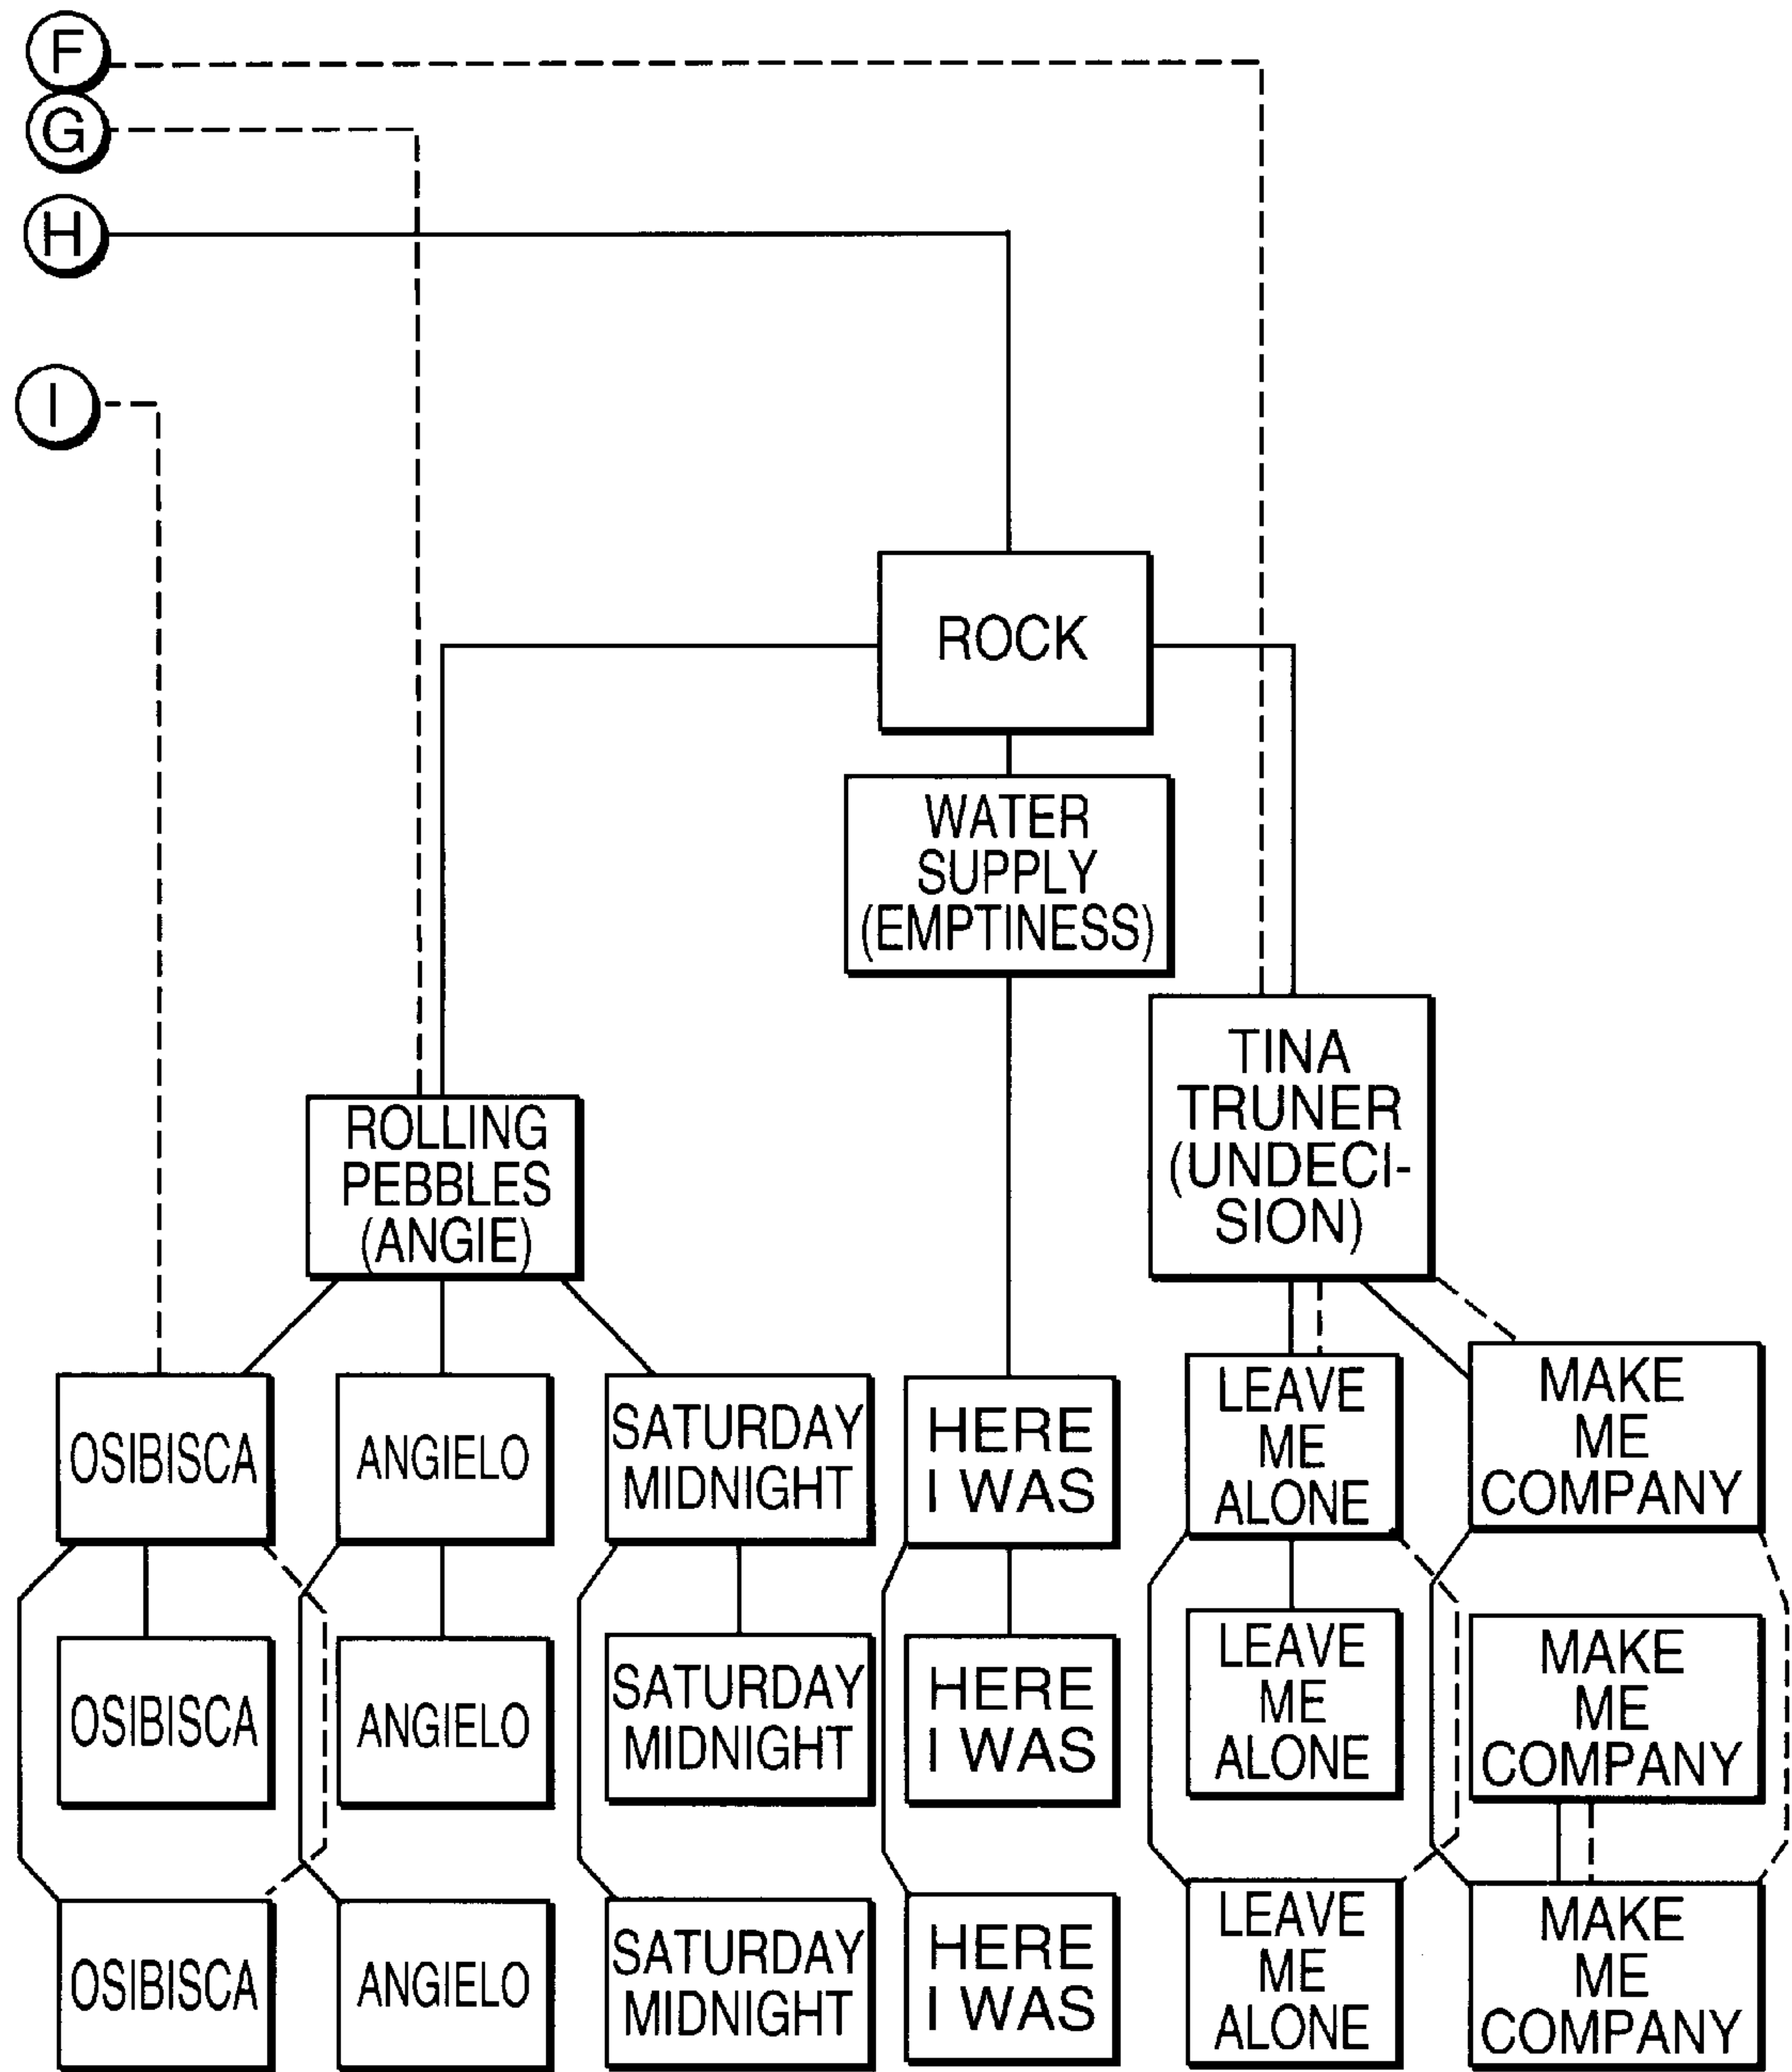 F
G
H
I
ROCK
WATER
SUPPLY
(EMPTINESS)
TINA
TRUNER
(UNDECI-
SION)
ROLLING
PEBBLES
(ANGIE)
OSIBISCA
ANGIELO
SATURDAY
MIDNIGHT
HERE
I WAS
LEAVE
ME
ALONE
MAKE
ME
COMPANY
OSIBISCA
ANGIELO
SATURDAY
MIDNIGHT
HERE
I WAS
LEAVE
ME
ALONE
MAKE
ME
COMPANY
OSIBISCA
ANGIELO
SATURDAY
MIDNIGHT
HERE
I WAS
LEAVE
ME
ALONE
MAKE
ME
COMPANY